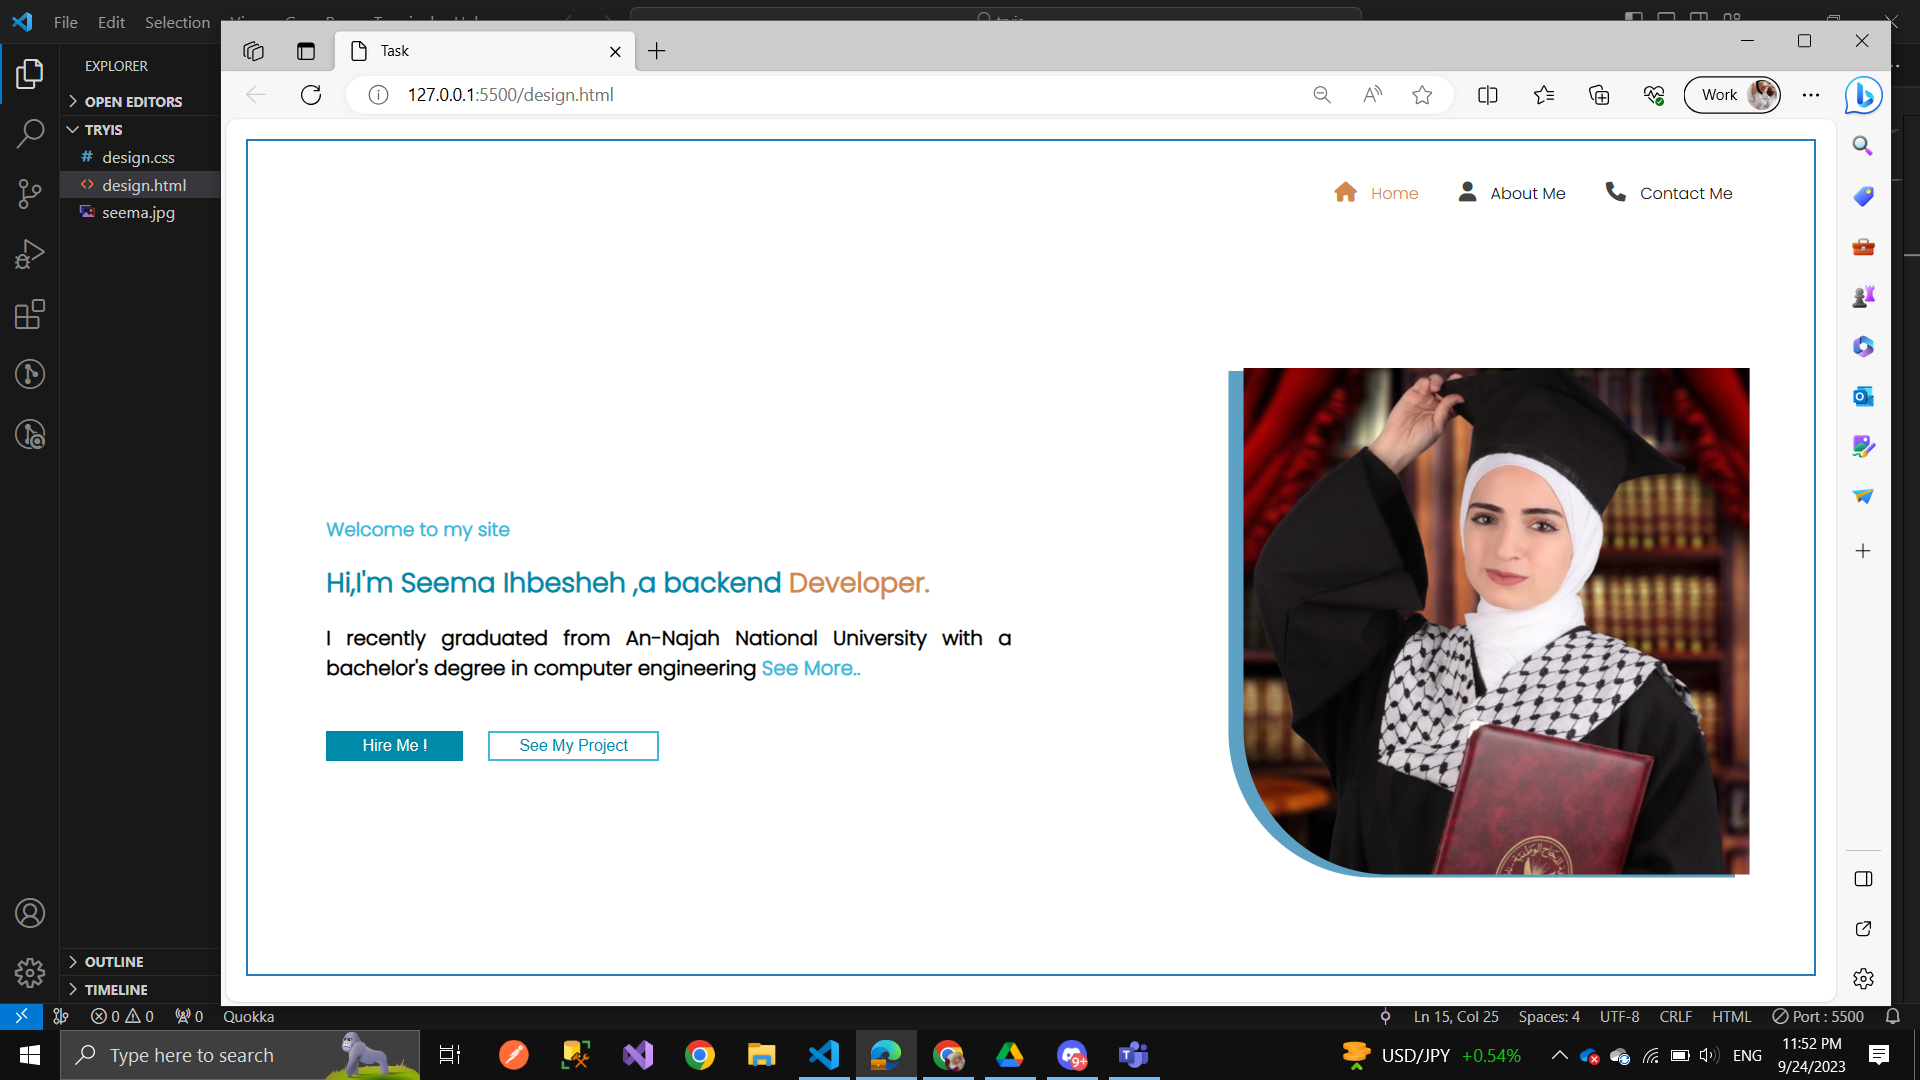 File Edit Selection
Task
127.0.0.1:5500/design.html
Work
EXPLORER
OPEN EDITORS
TRYIS
# design.css
<> design.html
seema.jpg
Home
About Me
Contact Me
Welcome to my site
Hi,I'm Seema Ihbesheh ,a backend Developer.
I recently graduated from An-Najah National University with a
bachelor's degree in computer engineering See More..
Hire Me !
See My Project
OUTLINE
TIMELINE
0 0 0 Quokka
Ln 15, Col 25 Spaces: 4 UTF-8 CRLF HTML Port : 5500
Type here to search
9+
USD/JPY +0.54%
ENG
11:52 PM
9/24/2023